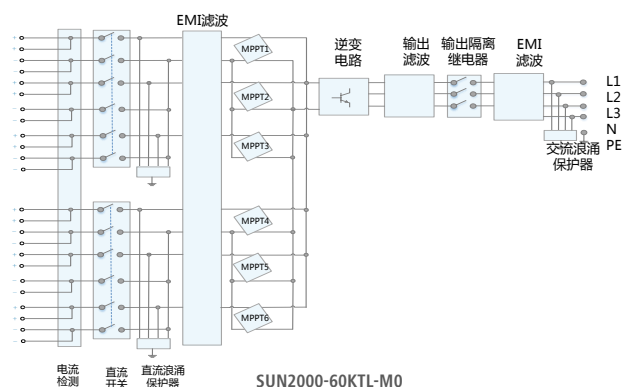 EMI滤波
逆变
电路
输出
滤波
输出隔离
继电器
EMI
滤波
MPPT1
MPPT2
MPPT3
MPPT4
MPPT5
MPPT6
L1
L2
L3
N
PE
交流浪涌
保护器
电流
检测
直流
开关
直流浪涌
保护器
SUN2000-60KTL-M0